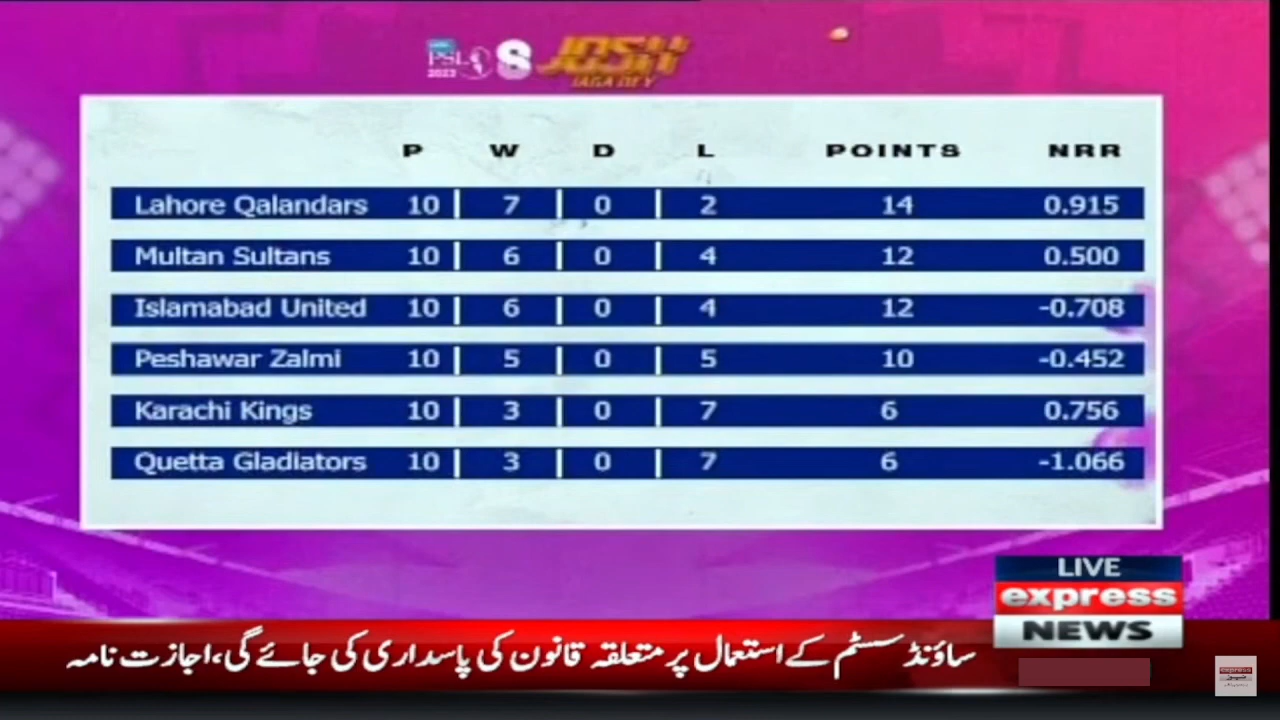 PSL 2023 8 JOSH
JAGA DEY
P W D L POINTS NRR
Lahore Qalandars 10 7 0 2 14 0.915
Multan Sultans 10 6 0 4 12 0.500
Islamabad United 10 6 0 4 12 -0.708
Peshawar Zalmi 10 5 0 5 10 -0.452
Karachi Kings 10 3 0 7 6 0.756
Quetta Gladiators 10 3 0 7 6 -1.066
LIVE
express
NEWS
ساؤنڈ سسٹم کے استعمال پر متعلقہ قانون کی پاسداری کی جائے گی، اجازت نامہ
express
نیوز